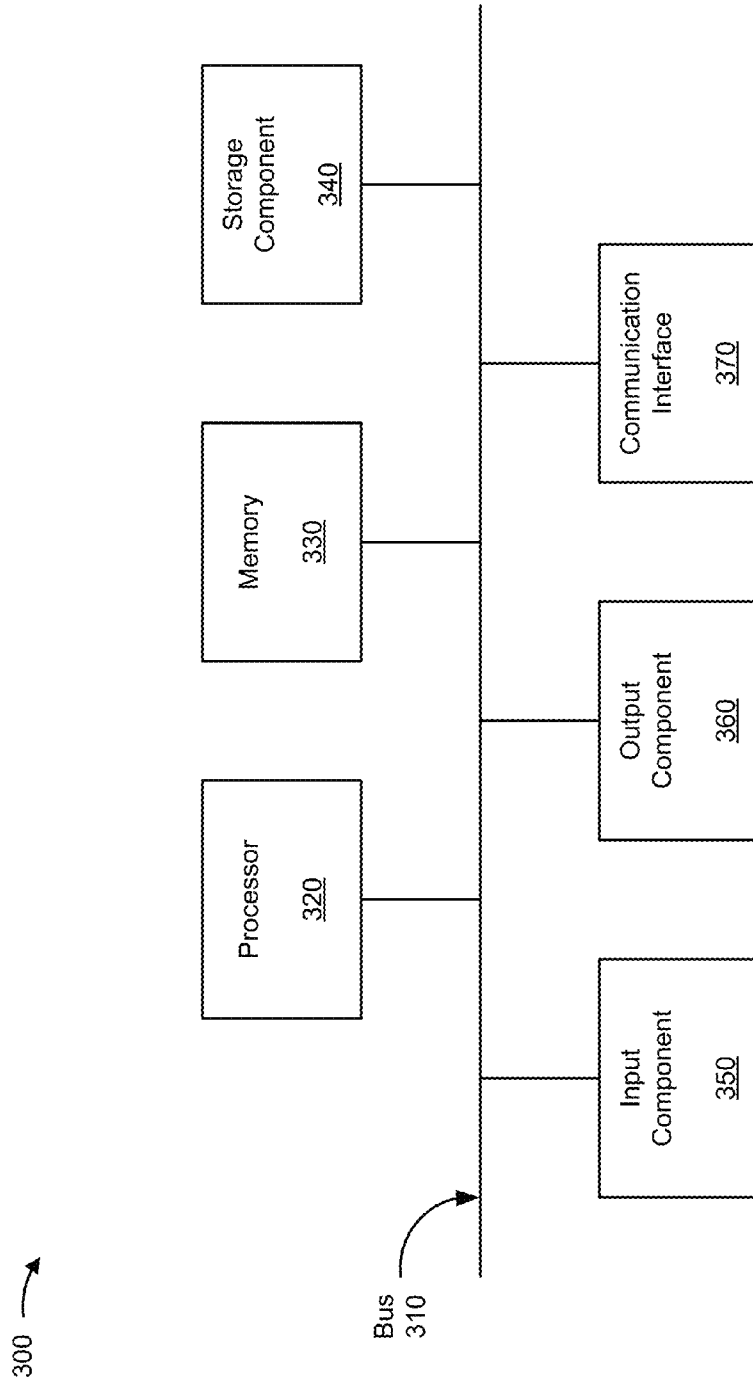 300
Bus
310
Processor
320
Memory
330
Storage
Component
340
Input
Component
350
Output
Component
360
Communication
Interface
370